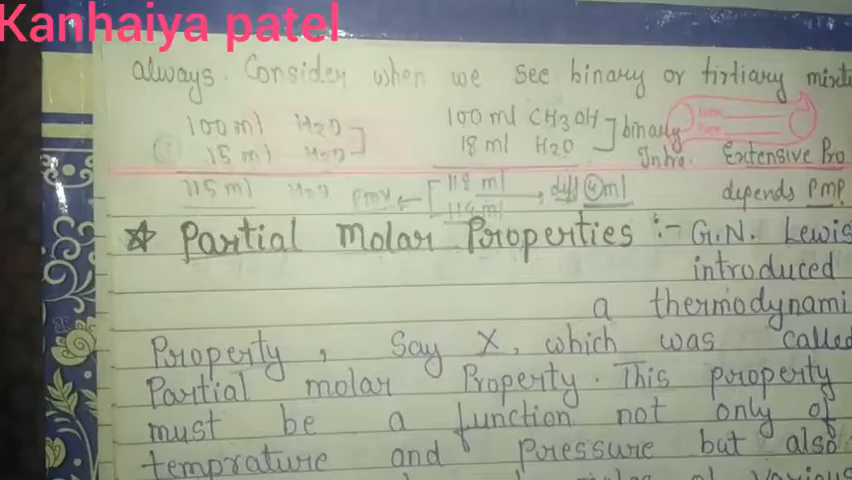 Kanhaiya patel
always. Consider when we see binary or tirtiary mixtu
100 ml H2O
100 ml CH3OH
binary
15 ml H2O
18 ml H2O
Intro. Extensive Pro
115 ml H2O
PMV ← 118 ml
114 ml
diff 4 ml
depends PMP
☆ Partial Molar Properties :- G.N. Lewis
introduced
a thermodynami
Property, Say X, which was called
Partial molar Property. This property
must be a function not only of
temprature and pressure but also